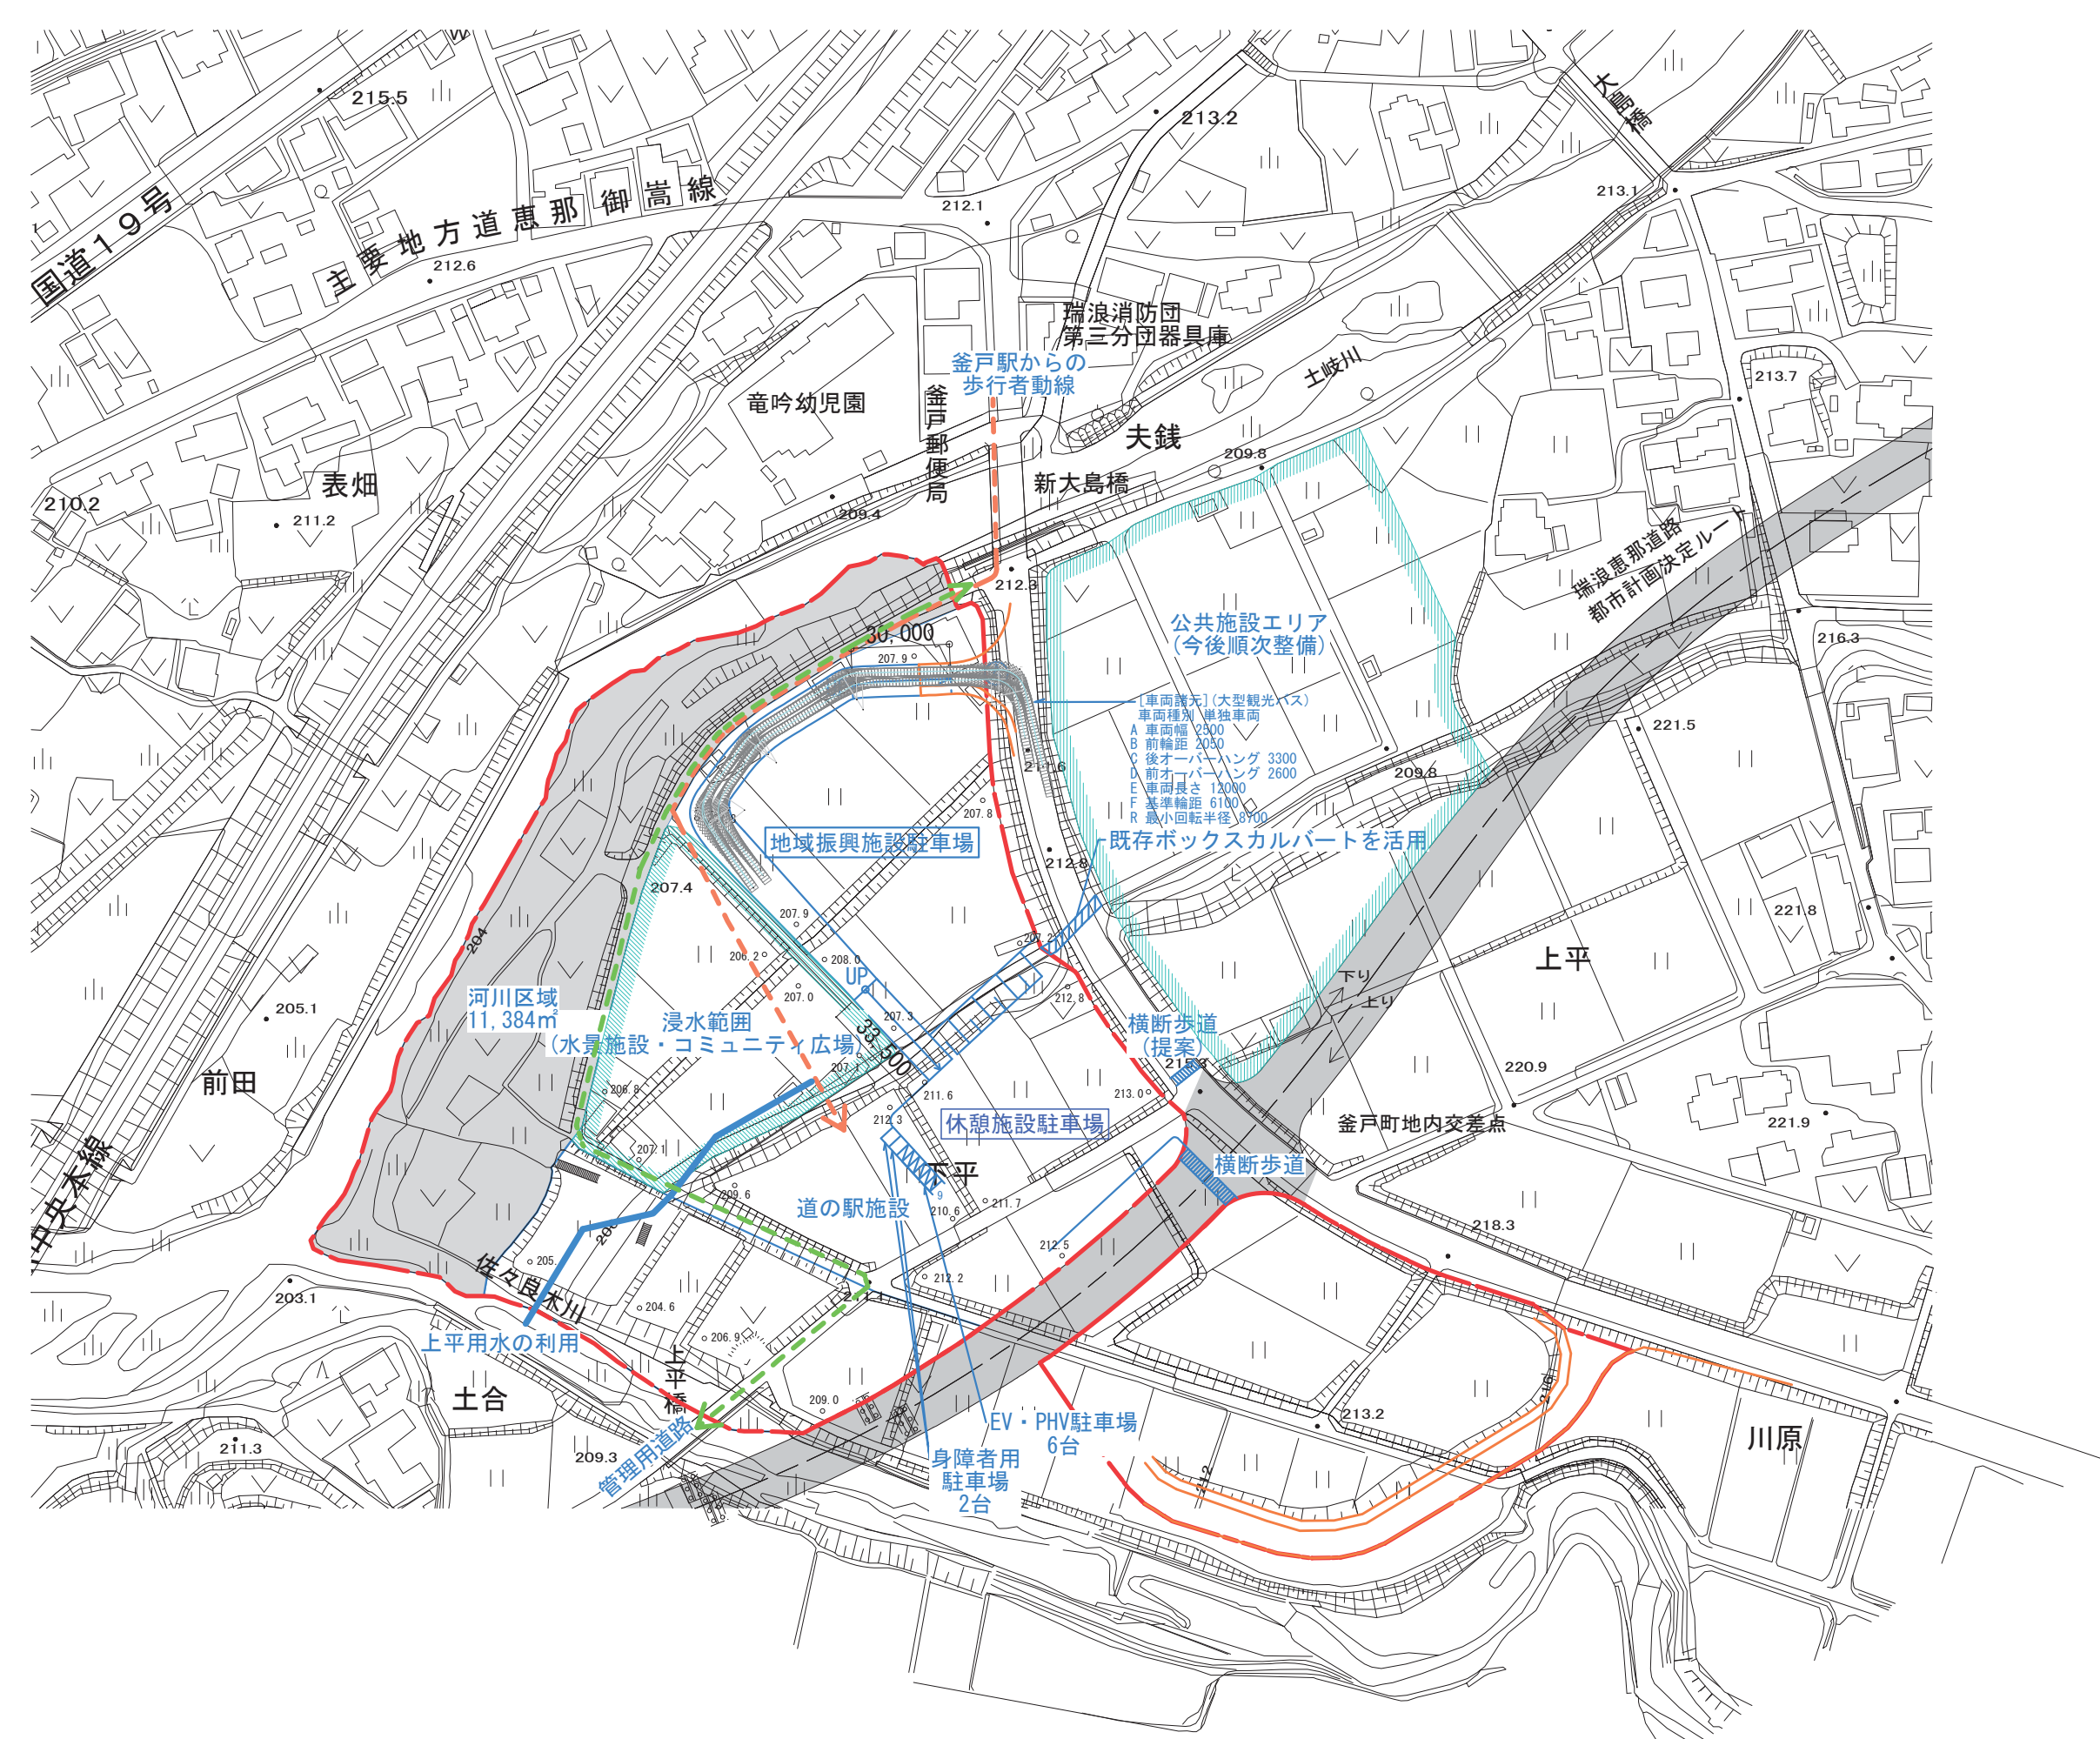 215.5
213.2
大島橋
213.1
国道19号
主要地方道恵那御嵩線
212.1
212.6
瑞浪消防団
第三分団器具庫
釜戸駅からの
歩行者動線
土岐川
213.7
竜吟幼児園
釜戸郵便局
夫銭
209.8
表畑
新大島橋
210.2
211.2
209.4
瑞浪恵那道路
都市計画決定ルート
212.3
公共施設エリア
(今後順次整備)
30,000
207.9
216.3
[車両諸元](大型観光バス)
車両種別 単独車両
A 車両幅 2500
B 前輪距 2050
C 後オーバーハング 3300
D 前オーバーハング 2600
E 車両長さ 12000
F 基準輪距 6100
R 最小回転半径 8700
221.5
209.8
207.8
地域振興施設駐車場
既存ボックスカルバートを活用
212.8
207.4
207.9
221.8
204
206.2
208.0
207.2
上平
UP
207.0
212.8
下り
上り
河川区域
11,384㎡
205.1
浸水範囲
(水景施設・コミュニティ広場)
207.3
33,500
横断歩道
(提案)
207.1
220.9
前田
206.8
211.6
213.0
212.3
休憩施設駐車場
釜戸町地内交差点
221.9
207.1
下平
横断歩道
中央本線
209.6
9
道の駅施設
210.6
211.7
218.3
212.5
205.
佐々良木川
212.2
203.1
204.6
上平用水の利用
206.9
上平橋
土合
209.0
216
213.2
EV・PHV駐車場
6台
川原
211.3
209.3
管理用道路
身障者用
駐車場
2台
212